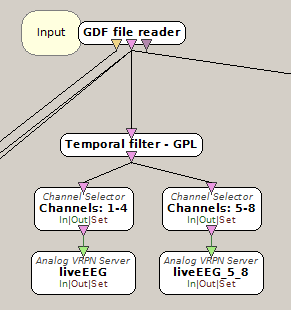 Input
GDF file reader
Temporal filter - GPL
Channel Selector
Channels: 1-4
In|Out|Set
Channel Selector
Channels: 5-8
In|Out|Set
Analog VRPN Server
liveEEG
In|Out|Set
Analog VRPN Server
liveEEG_5_8
In|Out|Set